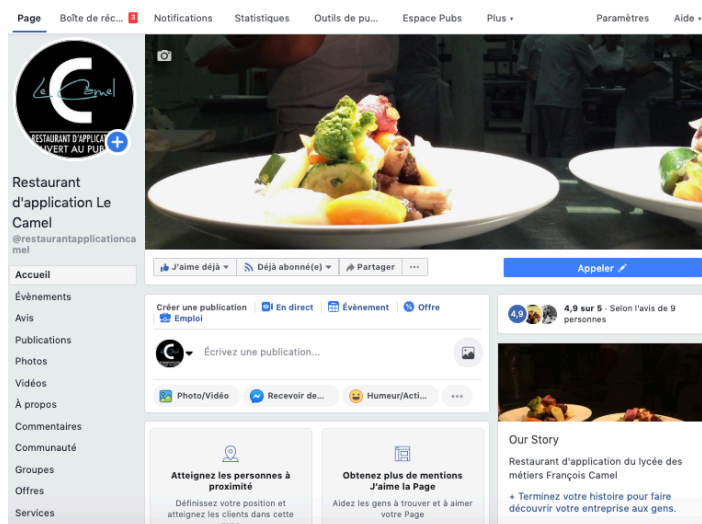 Page
Boîte de réc... 3
Notifications
Statistiques
Outils de pu...
Espace Pubs
Plus
Paramètres
Aide
Le Camel
RESTAURANT D'APPLICAT
OUVERT AU PUB
Restaurant
d'application Le
Camel
@restaurantapplicationca
mel
Accueil
Évènements
Avis
Publications
Photos
Vidéos
À propos
Commentaires
Communauté
Groupes
Offres
Services
J'aime déjà
Déjà abonné(e)
Partager
Appeler
Créer une publication
En direct
Évènement
Offre
Emploi
Écrivez une publication...
Photo/Vidéo
Recevoir de...
Humeur/Acti...
Atteignez les personnes à
proximité
Définissez votre position et
atteignez les clients dans cette
Obtenez plus de mentions
J'aime la Page
Aidez les gens à trouver et à aimer
votre Page
4,9
4,9 sur 5 · Selon l'avis de 9
personnes
Our Story
Restaurant d'application du lycée des
métiers François Camel
+ Terminez votre histoire pour faire
découvrir votre entreprise aux gens.